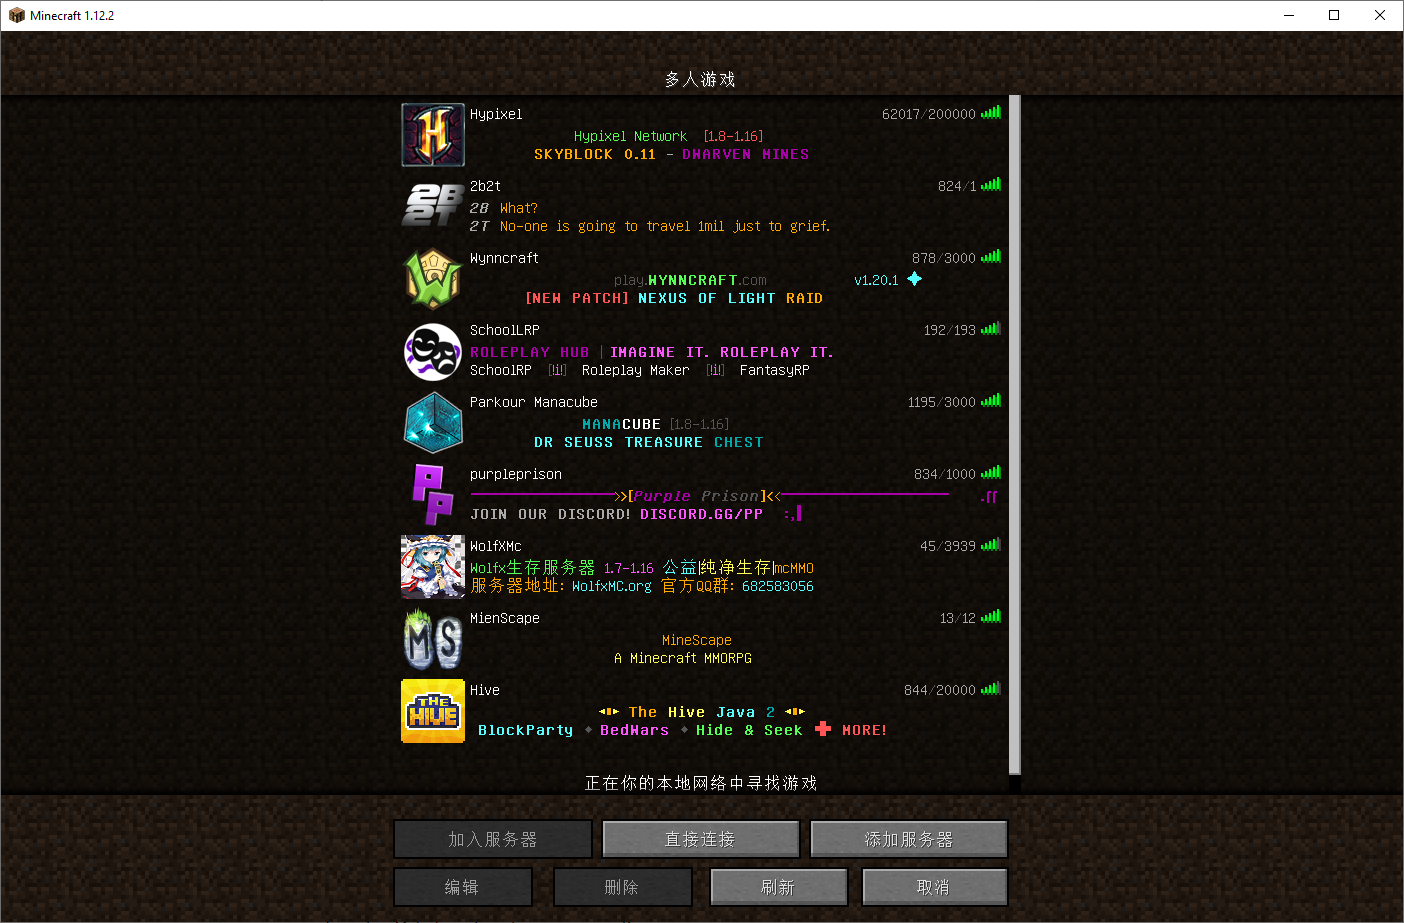 Minecraft 1.12.2
多人游戏
Hypixel 62017/200000
Hypixel Network [1.8-1.16]
SKYBLOCK 0.11 - DWARVEN MINES
2b2t 824/1
2B What?
2T No-one is going to travel 1mil just to grief.
Wynncraft 878/3000
play.WYNNCRAFT.com v1.20.1
[NEW PATCH] NEXUS OF LIGHT RAID
SchoolLRP 192/193
ROLEPLAY HUB | IMAGINE IT. ROLEPLAY IT.
SchoolRP [!i!] Roleplay Maker [!i!] FantasyRP
Parkour Manacube 1195/3000
MANACUBE [1.8-1.16]
DR SEUSS TREASURE CHEST
purpleprison 834/1000
>>[Purple Prison]<<
JOIN OUR DISCORD! DISCORD.GG/PP
WolfXMc 45/3939
Wolfx生存服务器 1.7-1.16 公益|纯净生存|mcMMO
服务器地址: WolfxMC.org 官方QQ群: 682583056
MS
MienScape 13/12
MineScape
A Minecraft MMORPG
THE HIVE
Hive 844/20000
The Hive Java 2
BlockParty ◆ BedWars ◆ Hide & Seek ✚ MORE!
正在你的本地网络中寻找游戏
加入服务器 直接连接 添加服务器
编辑 删除 刷新 取消